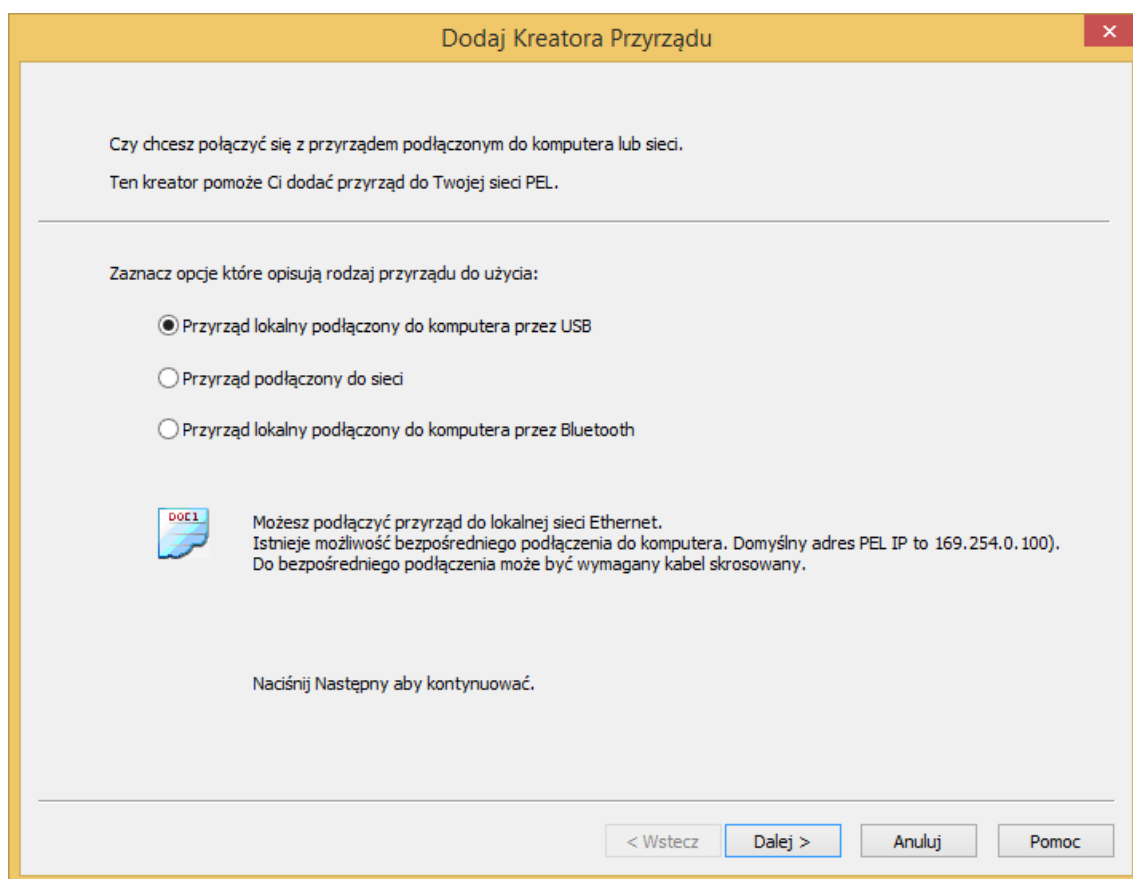 Dodaj Kreatora Przyrządu
Czy chcesz połączyć się z przyrządem podłączonym do komputera lub sieci.
Ten kreator pomoże Ci dodać przyrząd do Twojej sieci PEL.
Zaznacz opcje które opisują rodzaj przyrządu do użycia:
Przyrząd lokalny podłączony do komputera przez USB
Przyrząd podłączony do sieci
Przyrząd lokalny podłączony do komputera przez Bluetooth
DOC1
Możesz podłączyć przyrząd do lokalnej sieci Ethernet.
Istnieje możliwość bezpośredniego podłączenia do komputera. Domyślny adres PEL IP to 169.254.0.100).
Do bezpośredniego podłączenia może być wymagany kabel skrosowany.
Naciśnij Następny aby kontynuować.
< Wstecz Dalej > Anuluj Pomoc